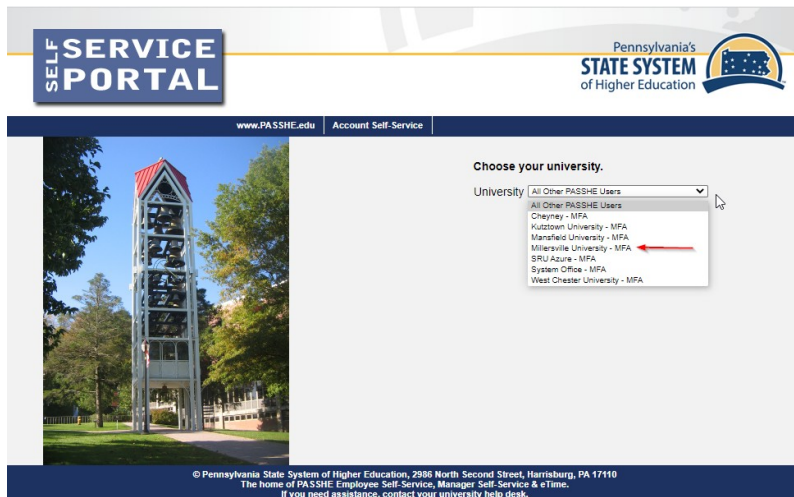 SELF
SERVICE
PORTAL
Pennsylvania's
STATE SYSTEM
of Higher Education
www.PASSHE.edu Account Self-Service
Choose your university.
University All Other PASSHE Users
All Other PASSHE Users
Cheyney - MFA
Kutztown University - MFA
Mansfield University - MFA
Millersville University - MFA
SRU Azure - MFA
System Office - MFA
West Chester University - MFA
© Pennsylvania State System of Higher Education, 2986 North Second Street, Harrisburg, PA 17110
The home of PASSHE Employee Self-Service, Manager Self-Service & eTime.
If you need assistance, contact your university help desk.